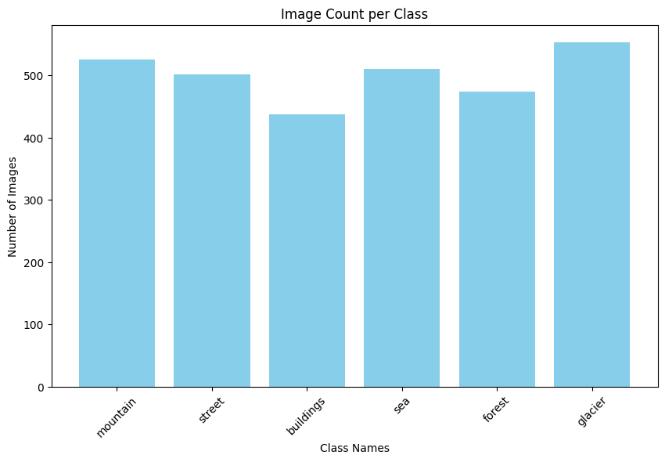 Image Count per Class
Number of Images
500
400
300
200
100
0
mountain
street
buildings
sea
forest
glacier
Class Names